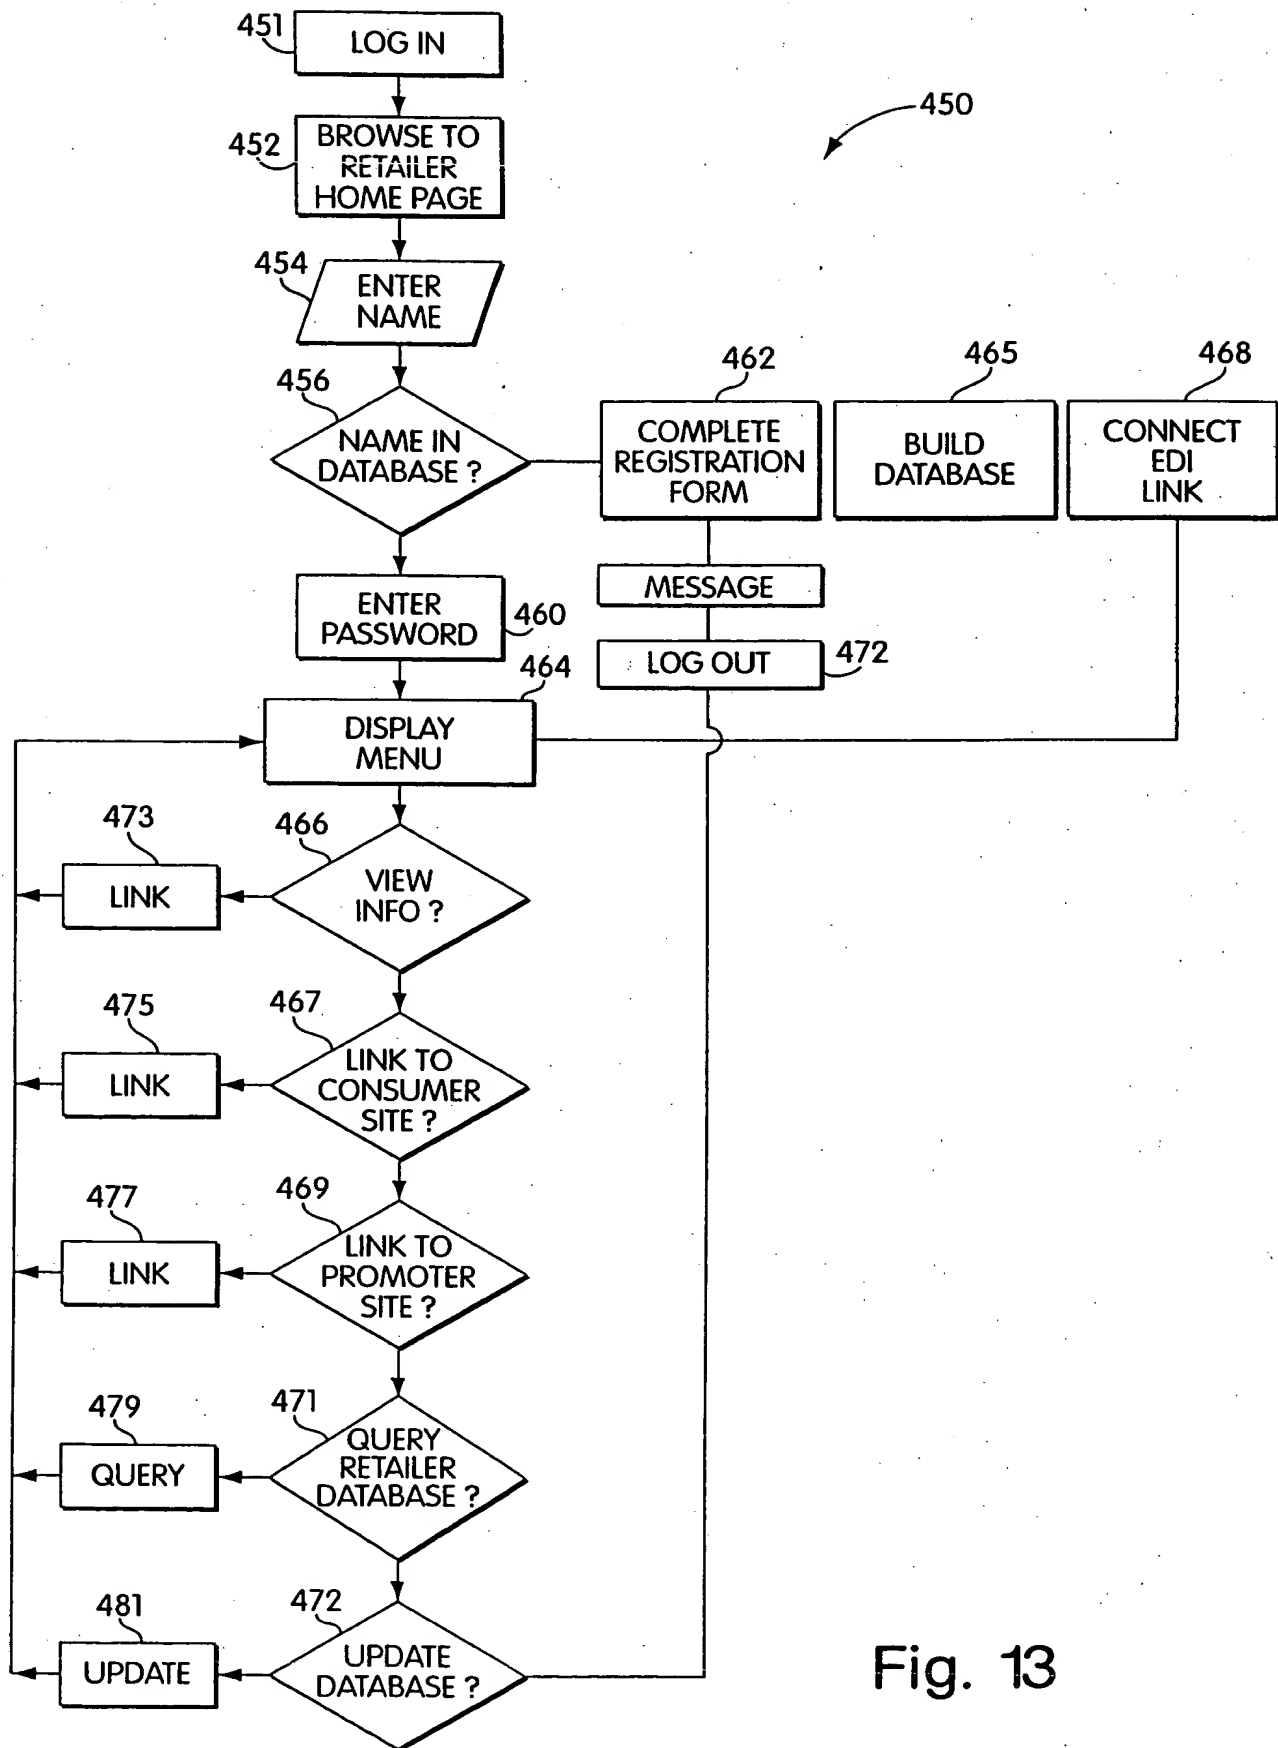 451
LOG IN
450
452
BROWSE TO
RETAILER
HOME PAGE
454
ENTER
NAME
456
NAME IN
DATABASE ?
462
COMPLETE
REGISTRATION
FORM
465
BUILD
DATABASE
468
CONNECT
EDI
LINK
MESSAGE
LOG OUT
472
ENTER
PASSWORD
460
464
DISPLAY
MENU
473
LINK
466
VIEW
INFO ?
475
LINK
467
LINK TO
CONSUMER
SITE ?
477
LINK
469
LINK TO
PROMOTER
SITE ?
479
QUERY
471
QUERY
RETAILER
DATABASE ?
481
UPDATE
472
UPDATE
DATABASE ?
Fig. 13